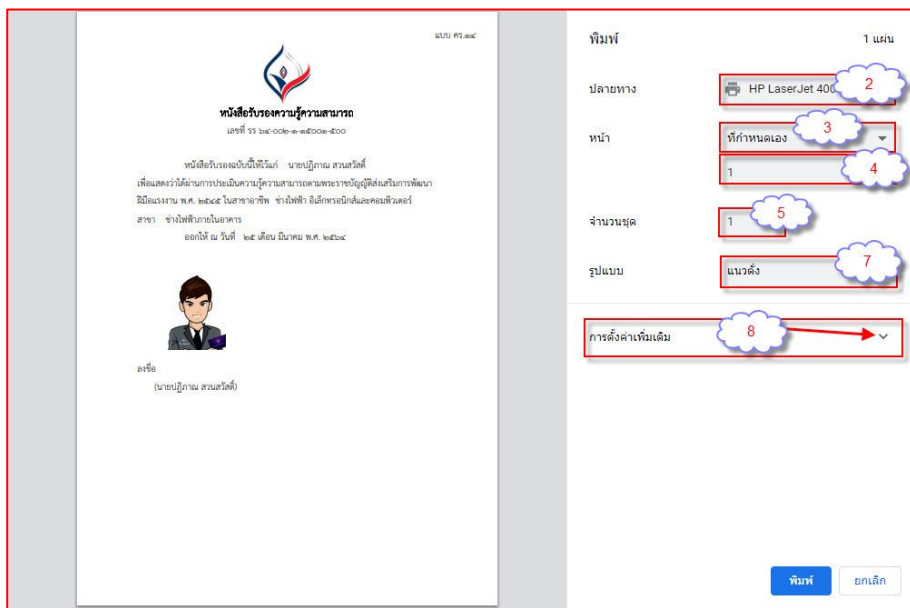 แบบ คร.๑๔
หนังสือรับรองความรู้ความสามารถ
เลขที่ รร ๖๔-๐๐๒-๑-๑๕๐๐๑-๕๐๐
หนังสือรับรองฉบับนี้ให้ไว้แก่ นายปฏิภาณ สวนสวัสดิ์
เพื่อแสดงว่าได้ผ่านการประเมินความรู้ความสามารถตามพระราชบัญญัติส่งเสริมการพัฒนา
ฝีมือแรงงาน พ.ศ. ๒๕๔๕ ในสาขาอาชีพ ช่างไฟฟ้า อิเล็กทรอนิกส์และคอมพิวเตอร์
สาขา ช่างไฟฟ้าภายในอาคาร
ออกให้ ณ วันที่ ๒๕ เดือน มีนาคม พ.ศ. ๒๕๖๔
ลงชื่อ
(นายปฏิภาณ สวนสวัสดิ์)
พิมพ์ 1 แผ่น
ปลายทาง HP LaserJet 400 2
หน้า ที่กำหนดเอง 3
1 4
จำนวนชุด 1 5
รูปแบบ แนวตั้ง 7
การตั้งค่าเพิ่มเติม 8
พิมพ์ ยกเลิก